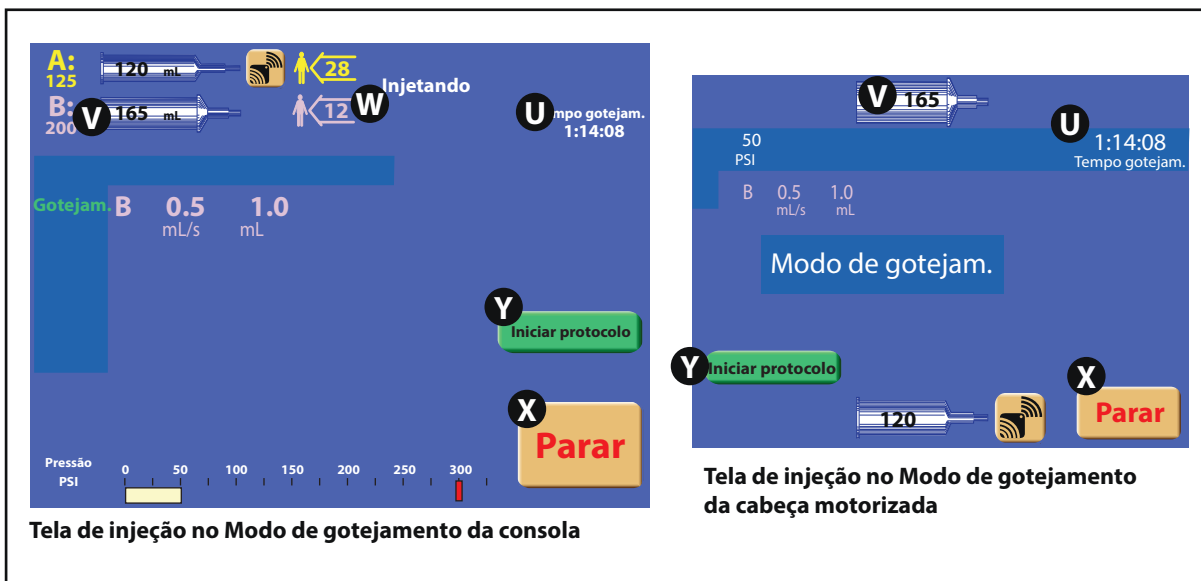 A:
125
120 mL
28
Injetando
B:
200
V
165 mL
12
W
U
mpo gotejam.
1:14:08
Gotejam.
B 0.5 1.0
mL/s mL
Y
Iniciar protocolo
X
Parar
Pressão
PSI
0 50 100 150 200 250 300
Tela de injeção no Modo de gotejamento da consola
V
165
U
50
PSI
1:14:08
Tempo gotejam.
B 0.5 1.0
mL/s mL
Modo de gotejam.
Y
Iniciar protocolo
X
120
Parar
Tela de injeção no Modo de gotejamento
da cabeça motorizada